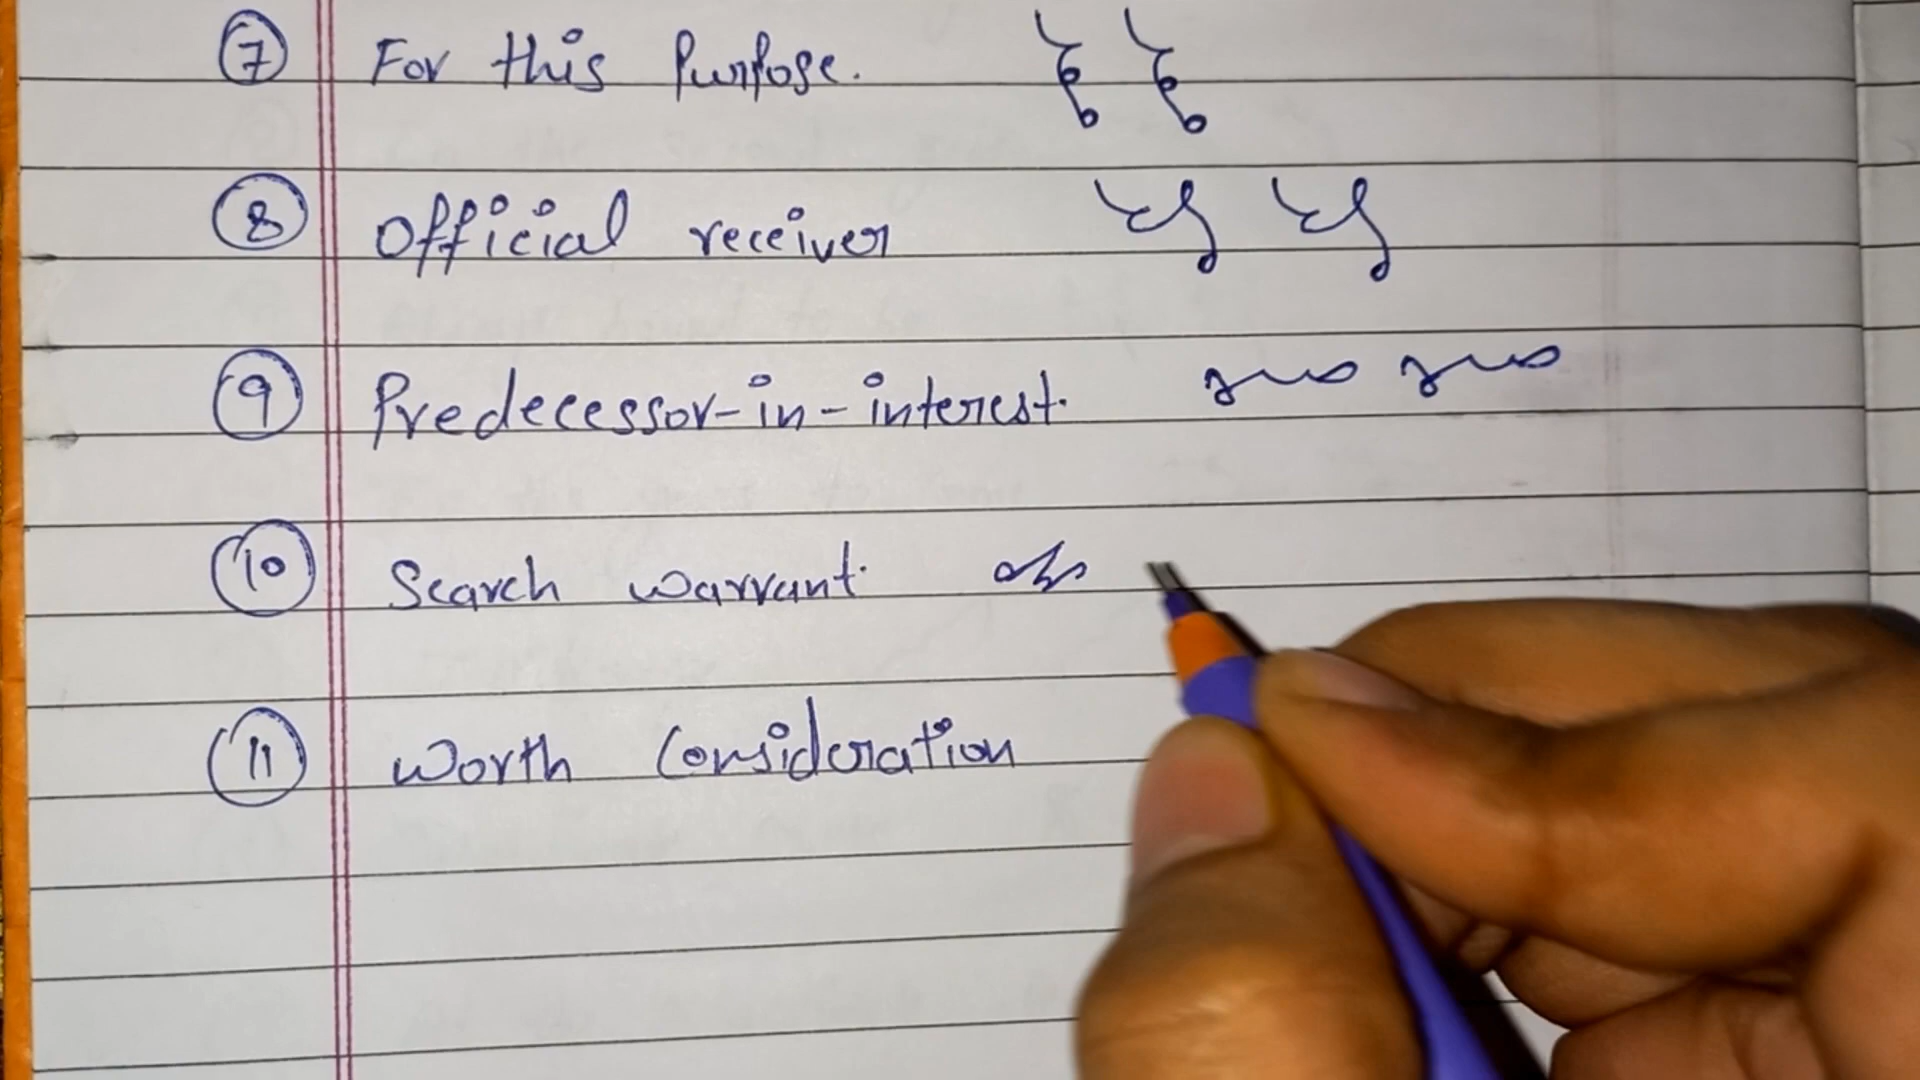 7 For this Purpose.
8 Official receiver
9 Predecessor-in-interest.
10 Search warrant.
11 Worth Consideration